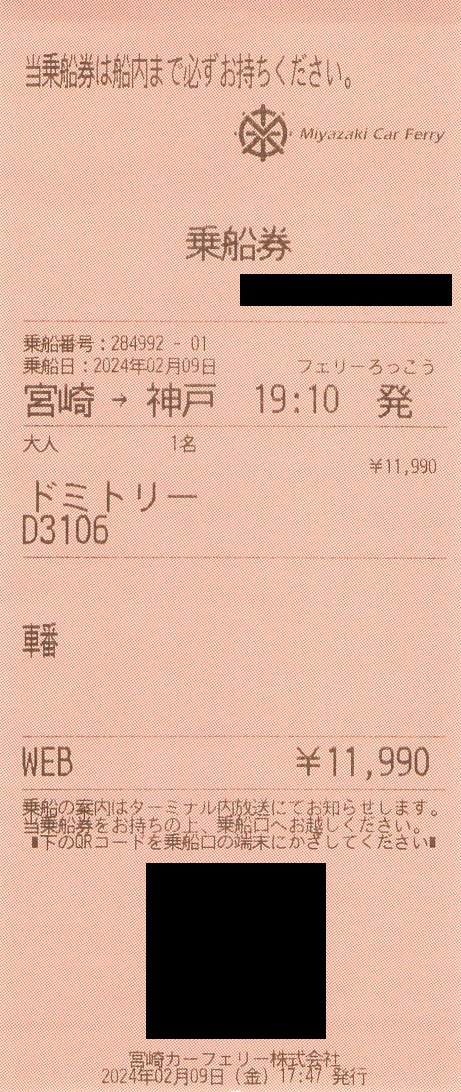 当乗船券は船内まで必ずお持ちください。
Miyazaki Car Ferry
乗船券
乗船番号：284992 - 01
乗船日：2024年02月09日 フェリーろっこう
宮崎 → 神戸 19:10 発
大人 1名
￥11,990
ドミトリー
D3106
車番
WEB ￥11,990
乗船の案内はターミナル内放送にてお知らせします。
当乗船券をお持ちの上、乗船口へお越しください。
∎下のQRコードを乗船口の端末にかざしてください∎
宮崎カーフェリー株式会社
2024年02月09日（金）17:47 発行